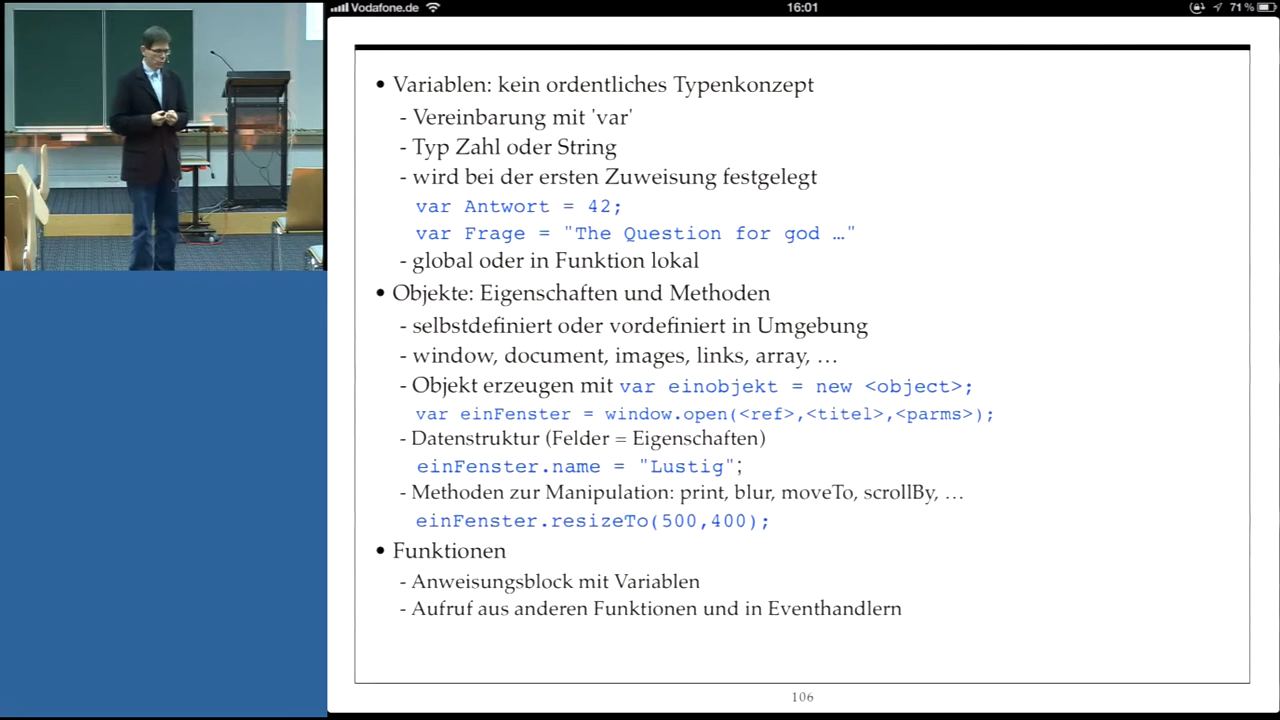 Vodafone.de
16:01
71 %
• Variablen: kein ordentliches Typenkonzept
- Vereinbarung mit 'var'
- Typ Zahl oder String
- wird bei der ersten Zuweisung festgelegt
var Antwort = 42;
var Frage = "The Question for god …"
- global oder in Funktion lokal
• Objekte: Eigenschaften und Methoden
- selbstdefiniert oder vordefiniert in Umgebung
- window, document, images, links, array, …
- Objekt erzeugen mit var einobjekt = new <object>;
var einFenster = window.open(<ref>,<titel>,<parms>);
- Datenstruktur (Felder = Eigenschaften)
einFenster.name = "Lustig";
- Methoden zur Manipulation: print, blur, moveTo, scrollBy, …
einFenster.resizeTo(500,400);
• Funktionen
- Anweisungsblock mit Variablen
- Aufruf aus anderen Funktionen und in Eventhandlern
106